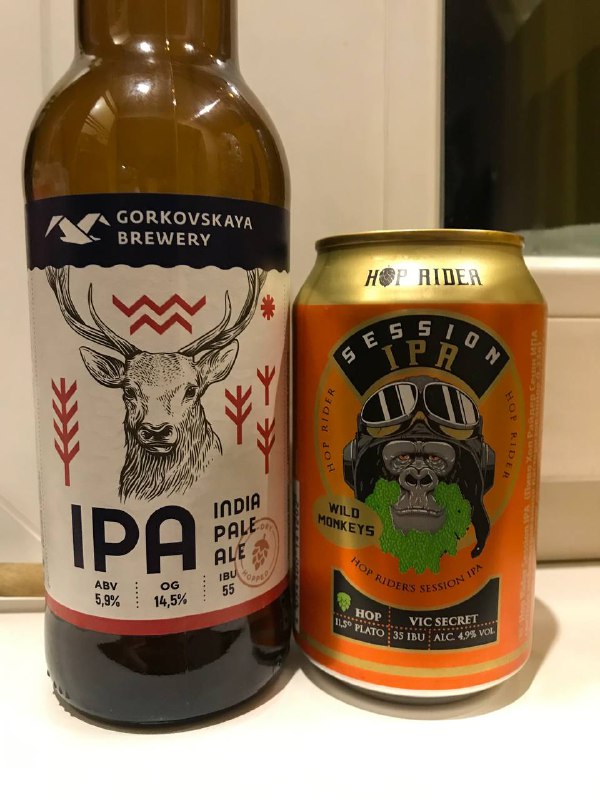 GORKOVSKAYA
BREWERY
IPA
INDIA
PALE
ALE
HOPPED
ABV
5,9%
OG
14,5%
IBU
55
HOP RIDER
SESSION
IPA
HOP RIDER
HOP RIDER
WILD
MONKEYS
HOP RIDER'S SESSION IPA
HOP
VIC SECRET
11,5° PLATO
35 IBU
ALC. 4,9% VOL